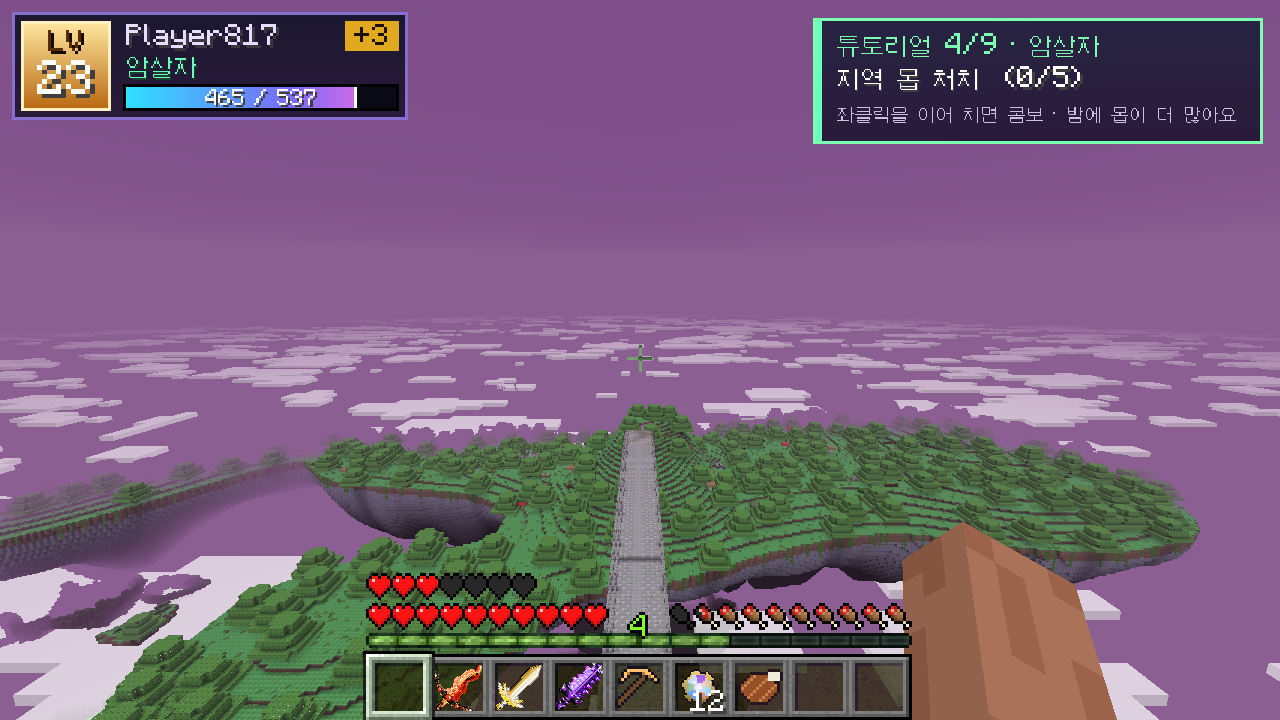 LV
23
Player817
+3
암살자
465 / 537
튜토리얼 4/9 · 암살자
지역 몹 처치 (0/5)
좌클릭을 이어 치면 콤보 · 밤에 몹이 더 많아요
4
12